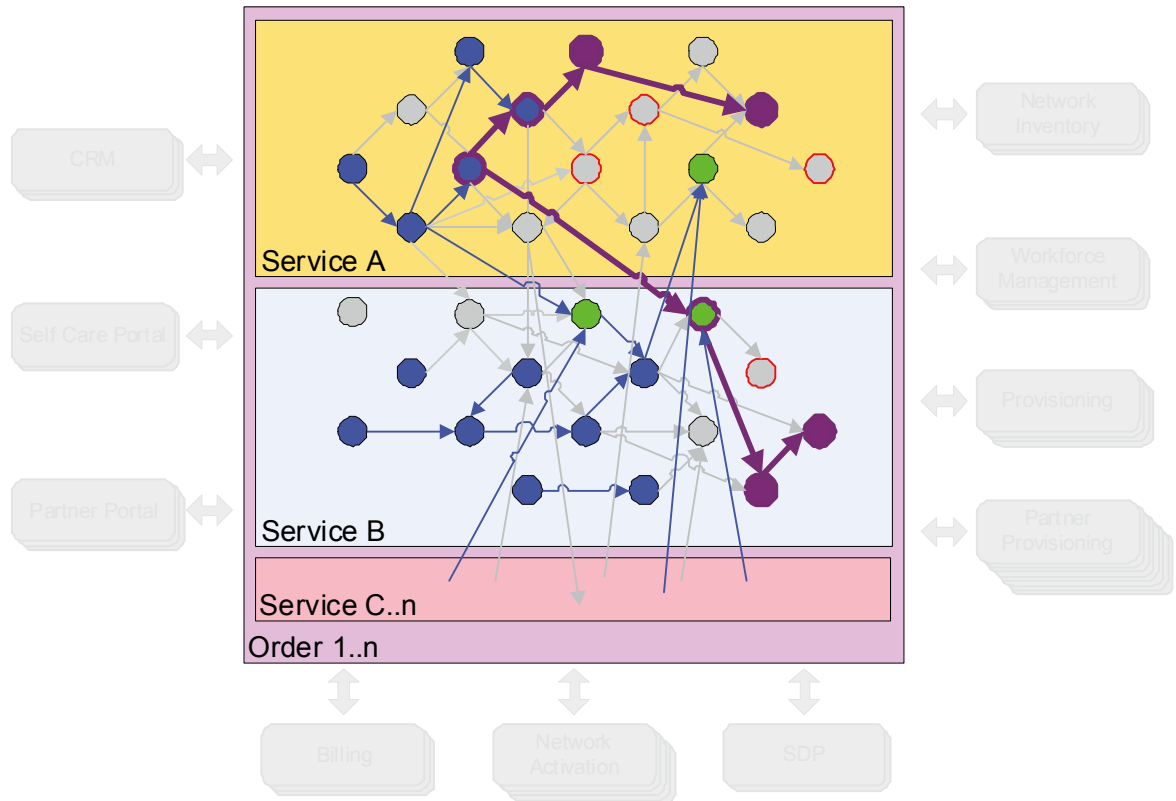 CRM
Self Care Portal
Partner Portal
Service A
Service B
Service C..n
Order 1..n
Network
Inventory
Workforce
Management
Provisioning
Partner
Provisioning
Billing
Network
Activation
SDP